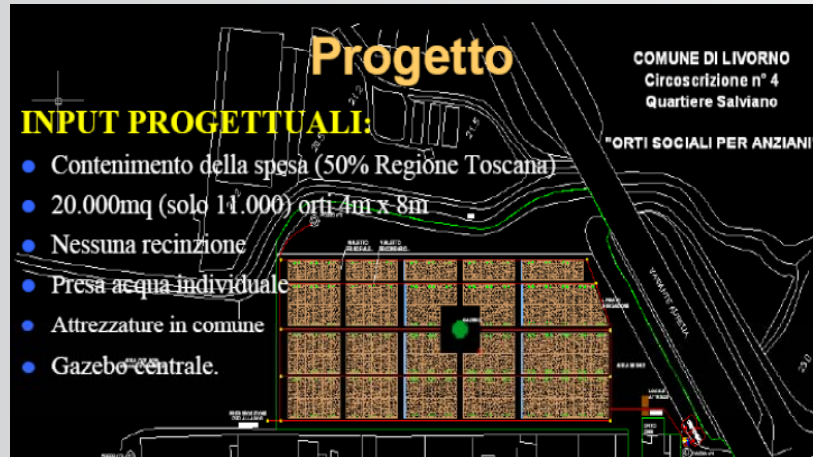 Progetto
COMUNE DI LIVORNO
Circoscrizione n° 4
Quartiere Salviano
"ORTI SOCIALI PER ANZIANI"
INPUT PROGETTUALI:
Contenimento della spesa (50% Regione Toscana)
20.000mq (solo 11.000) orti 4m x 8m
Nessuna recinzione
Presa acqua individuale
Attrezzature in comune
Gazebo centrale.
VARIANTE AURELIA